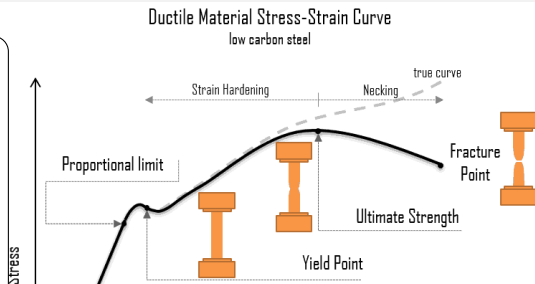 Ductile Material Stress-Strain Curve
low carbon steel
true curve
Strain Hardening
Necking
Proportional limit
Fracture
Point
Ultimate Strength
Yield Point
Stress